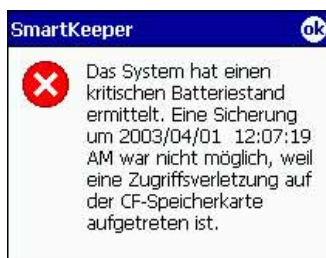 SmartKeeper
ok
Das System hat einen
kritischen Batteriestand
ermittelt. Eine Sicherung
um 2003/04/01  12:07:19
AM war nicht möglich, weil
eine Zugriffsverletzung auf
der CF-Speicherkarte
aufgetreten ist.